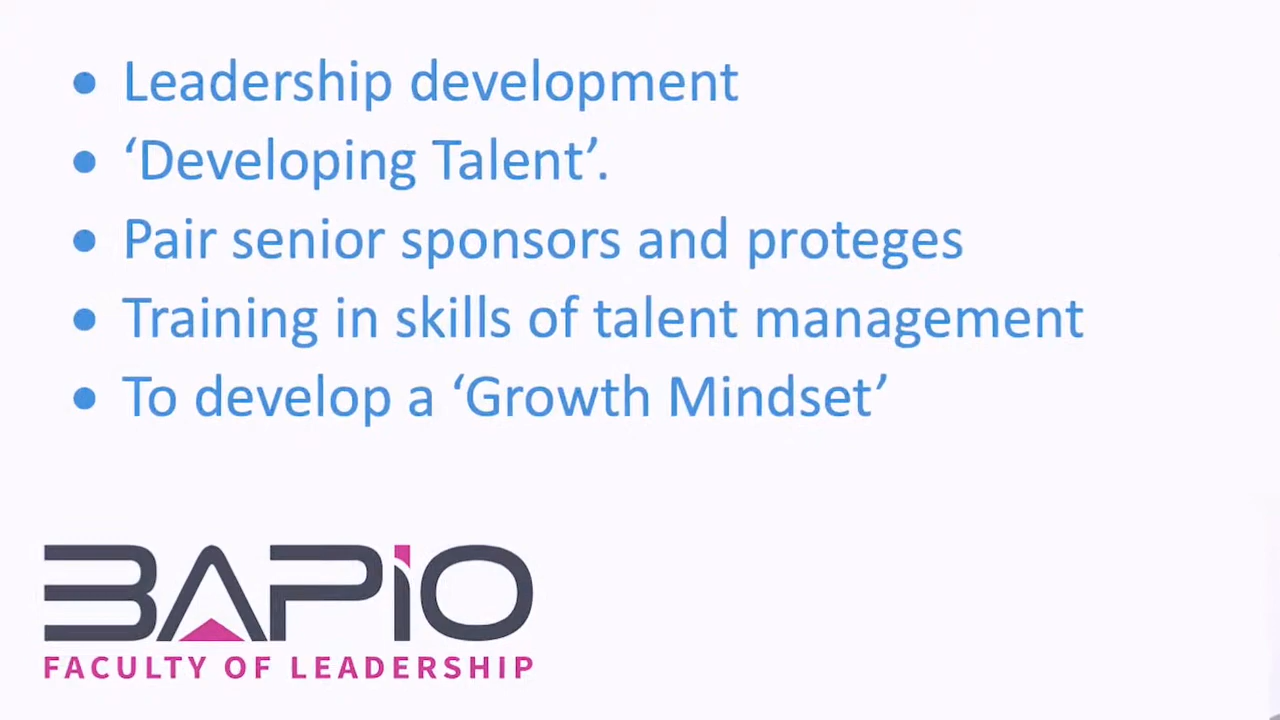 • Leadership development
• ‘Developing Talent’.
• Pair senior sponsors and proteges
• Training in skills of talent management
• To develop a ‘Growth Mindset’
BAPiO
FACULTY OF LEADERSHIP